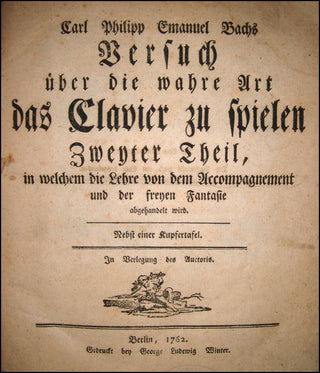 Carl Philipp Emanuel Bachs
Versuch
über die wahre Art
das Clavier zu spielen
Zweyter Theil,
in welchem die Lehre von dem Accompagnement
und der freyen Fantasie
abgehandelt wird.
Nebst einer Kupfertafel.
In Verlegung des Auctoris.
Berlin, 1762.
Gedruckt bey George Ludewig Winter.